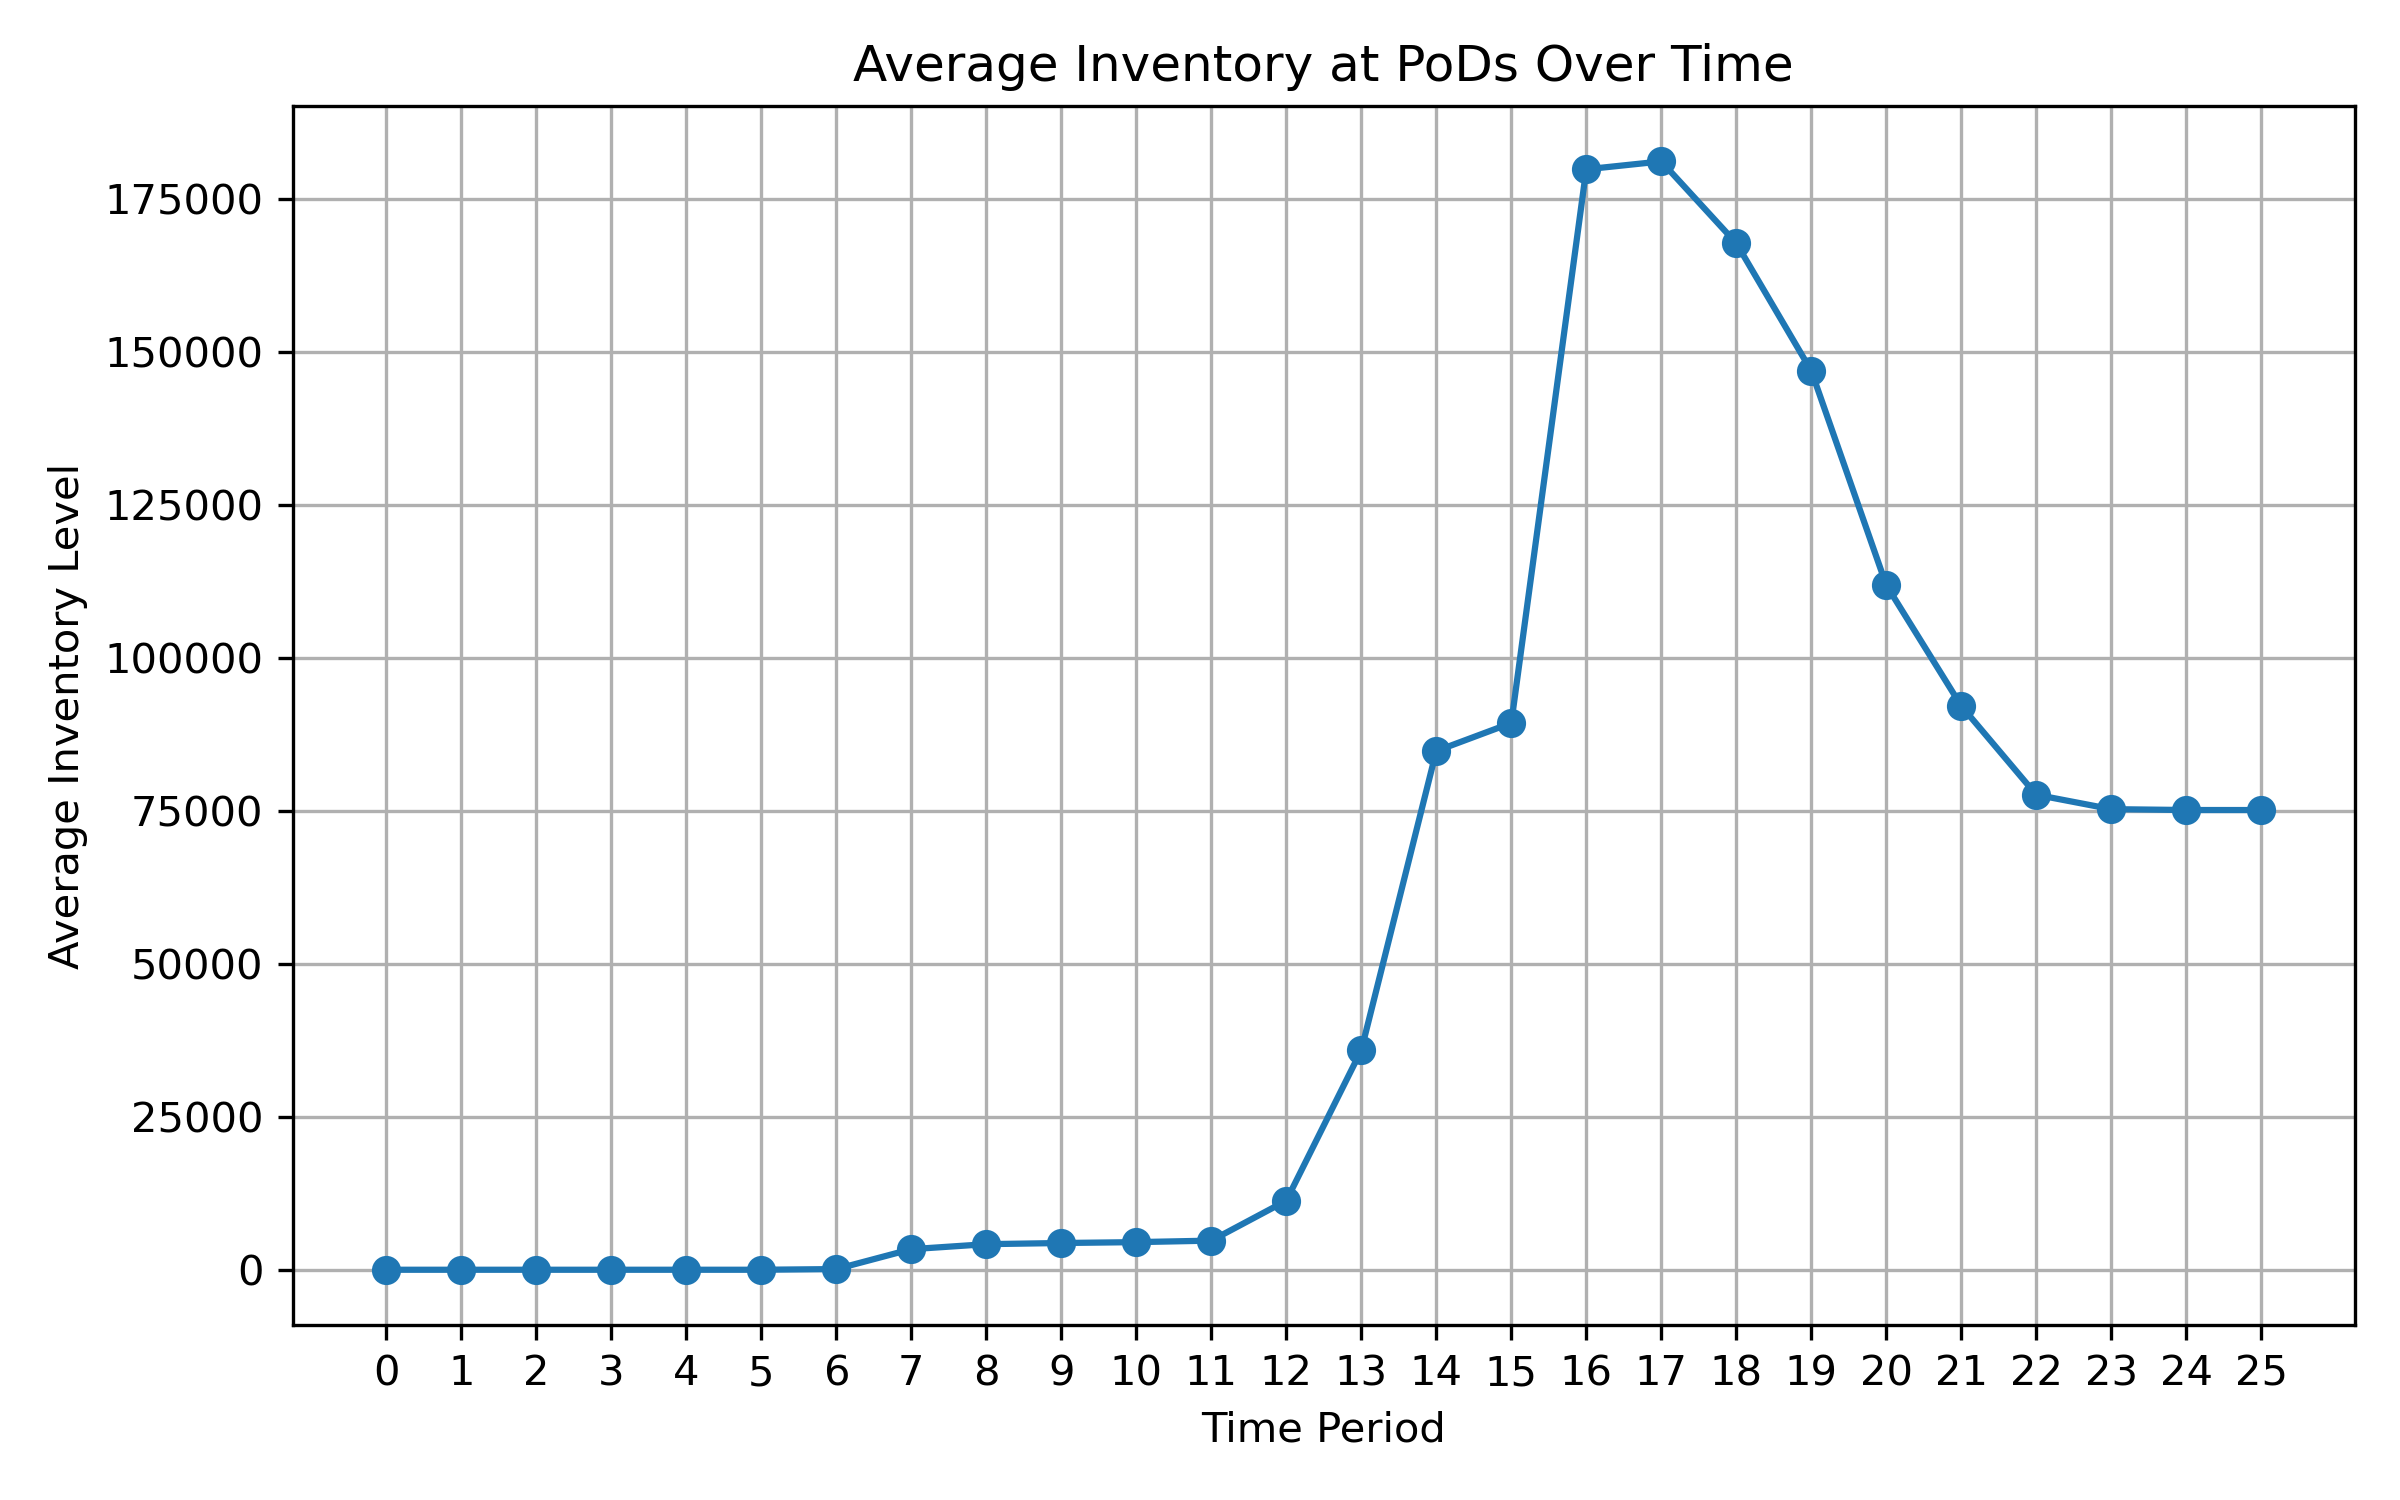 Average Inventory at PoDs Over Time
Average Inventory Level
175000
150000
125000
100000
75000
50000
25000
0
0 1 2 3 4 5 6 7 8 9 10 11 12 13 14 15 16 17 18 19 20 21 22 23 24 25
Time Period